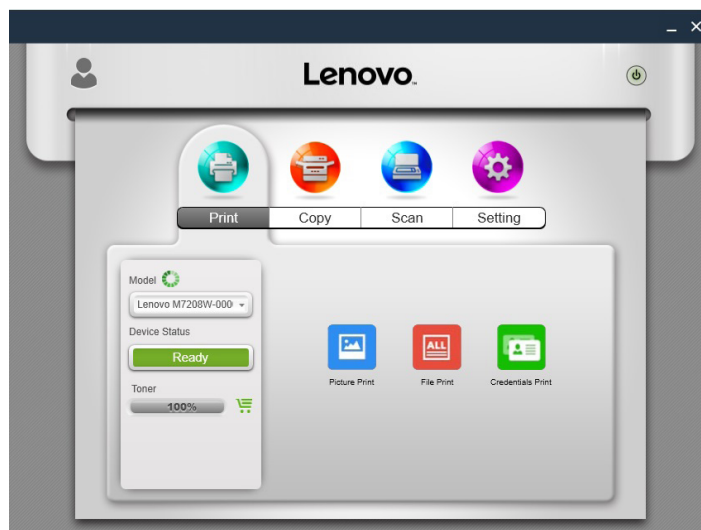 Lenovo™
Print Copy Scan Setting
Model
Lenovo M7208W-000
Device Status
Ready
Toner
100%
ALL
Picture Print File Print Credentials Print